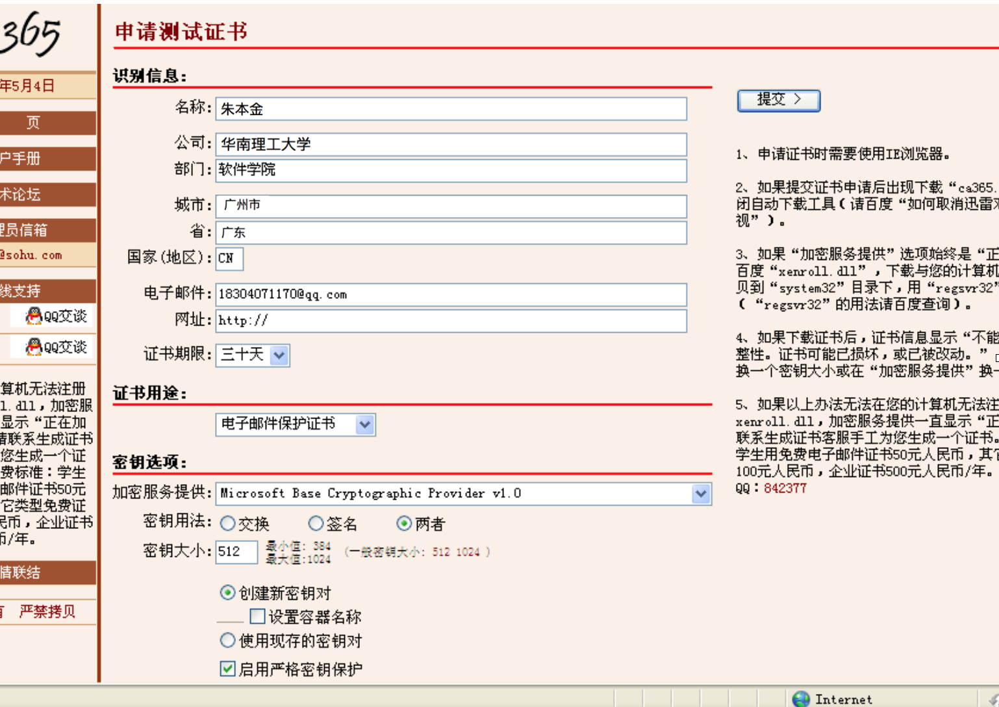 365
年5月4日
页
户手册
术论坛
理员信箱
@sohu.com
线支持
QQ交谈
QQ交谈
算机无法注册
l.dll，加密服
显示“正在加
请联系生成证书
您生成一个证
费标准：学生
邮件证书50元
它类型免费证
民币，企业证书
币/年。
情联结
有 严禁拷贝
申请测试证书
识别信息：
名称： 朱本金
公司： 华南理工大学
部门： 软件学院
城市： 广州市
省： 广东
国家(地区)： CN
电子邮件： 18304071170@qq.com
网址： http://
证书期限： 三十天
证书用途：
电子邮件保护证书
密钥选项：
加密服务提供： Microsoft Base Cryptographic Provider v1.0
密钥用法： 交换 签名 两者
密钥大小： 512 最小值: 384 最大值:1024 (一般密钥大小: 512 1024 )
创建新密钥对
设置容器名称
使用现存的密钥对
启用严格密钥保护
提交 >
1、申请证书时需要使用IE浏览器。
2、如果提交证书申请后出现下载“ca365.
闭自动下载工具(请百度“如何取消迅雷对
视”)。
3、如果“加密服务提供”选项始终是“正
百度“xenroll.dll”，下载与您的计算机
贝到“system32”目录下，用“regsvr32”
(“regsvr32”的用法请百度查询)。
4、如果下载证书后，证书信息显示“不能
整性。证书可能已损坏，或已被改动。”
换一个密钥大小或在“加密服务提供”换一
5、如果以上办法无法在您的计算机无法注
xenroll.dll，加密服务提供一直显示“正
联系生成证书客服手工为您生成一个证书。
学生用免费电子邮件证书50元人民币，其它
100元人民币，企业证书500元人民币/年。
QQ：842377
Internet